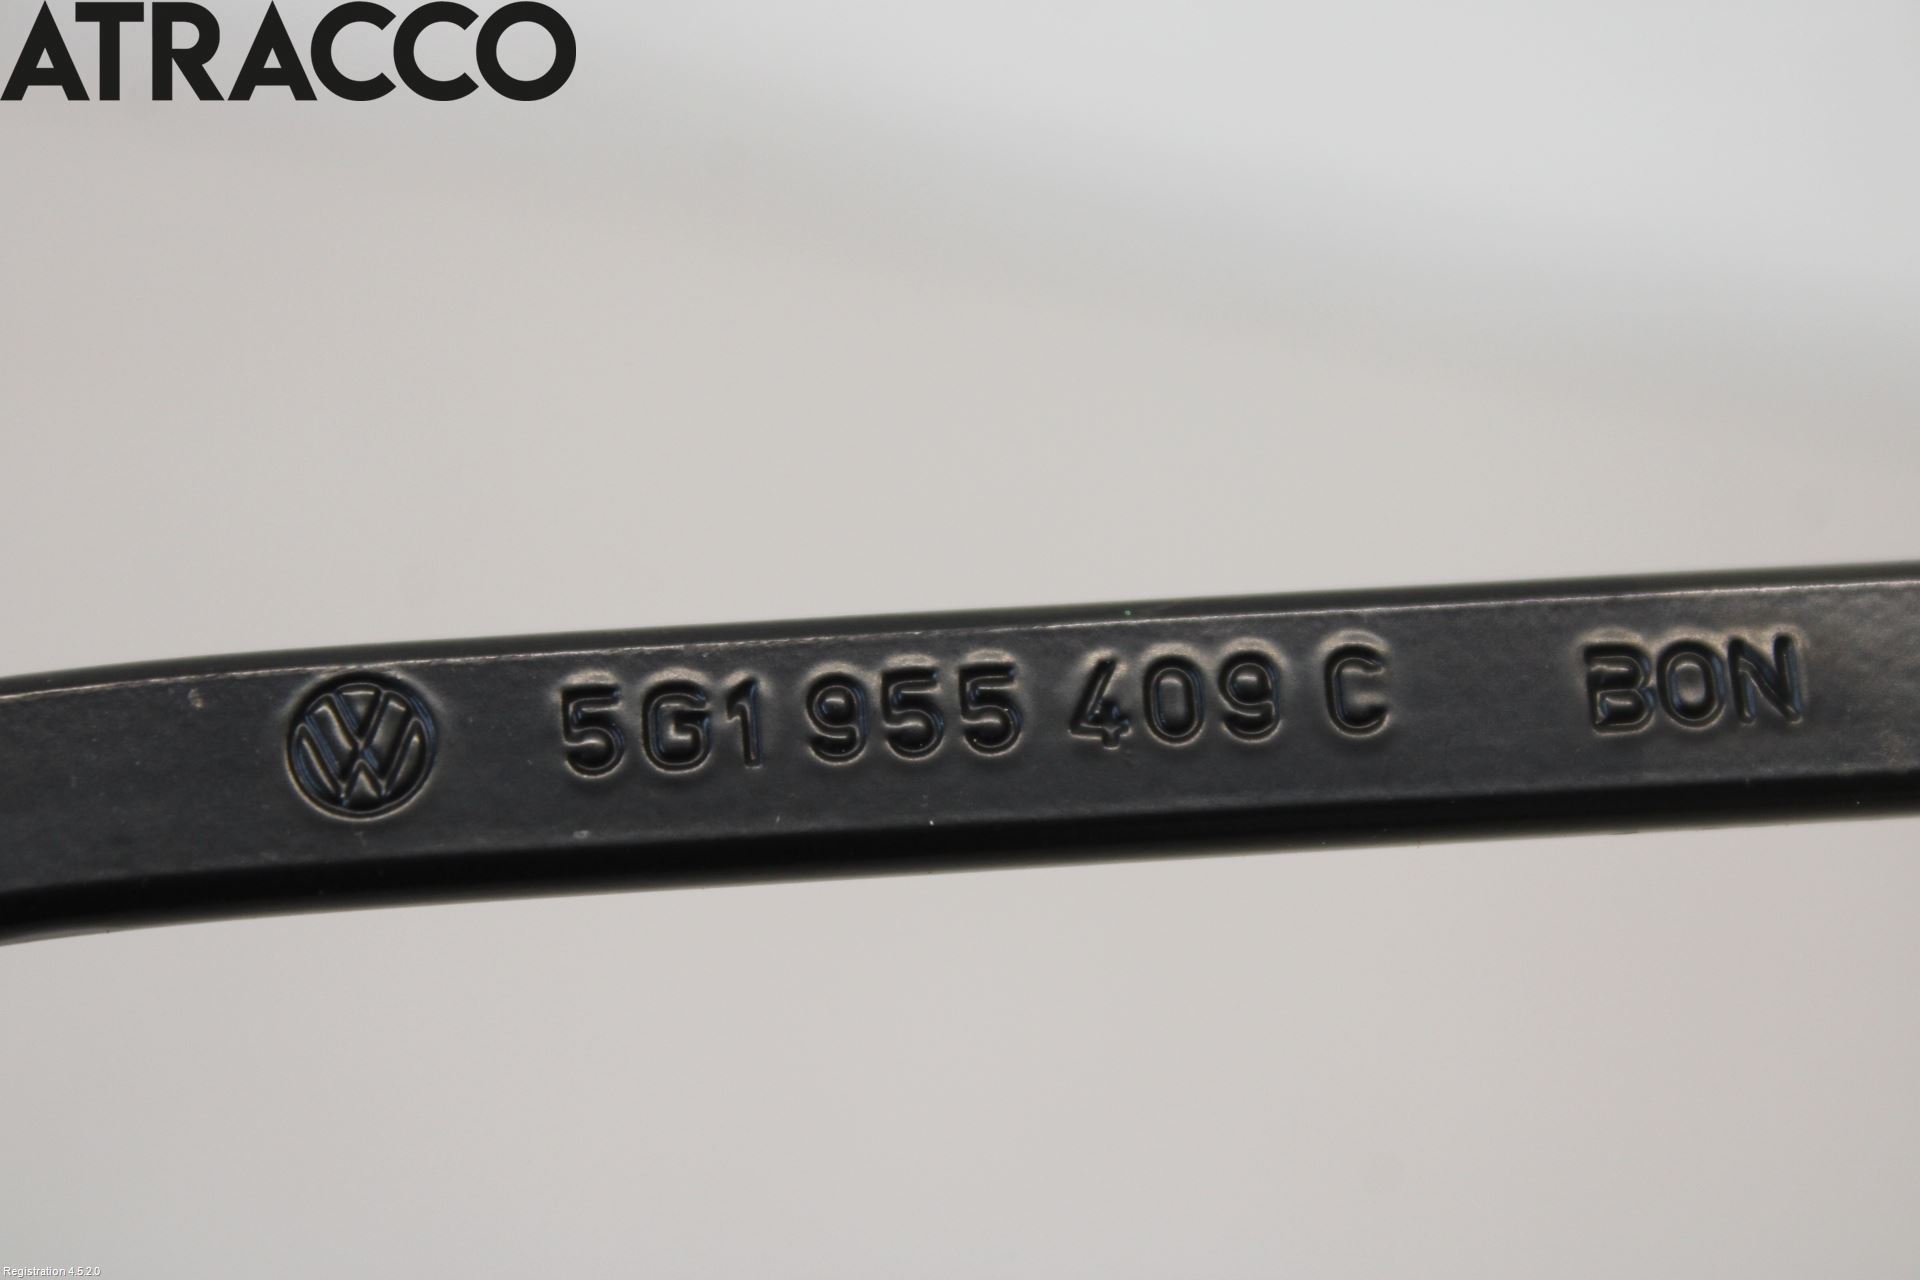 ATRACCO
5G1 955 409 C BON
Registration 4.5.2.0